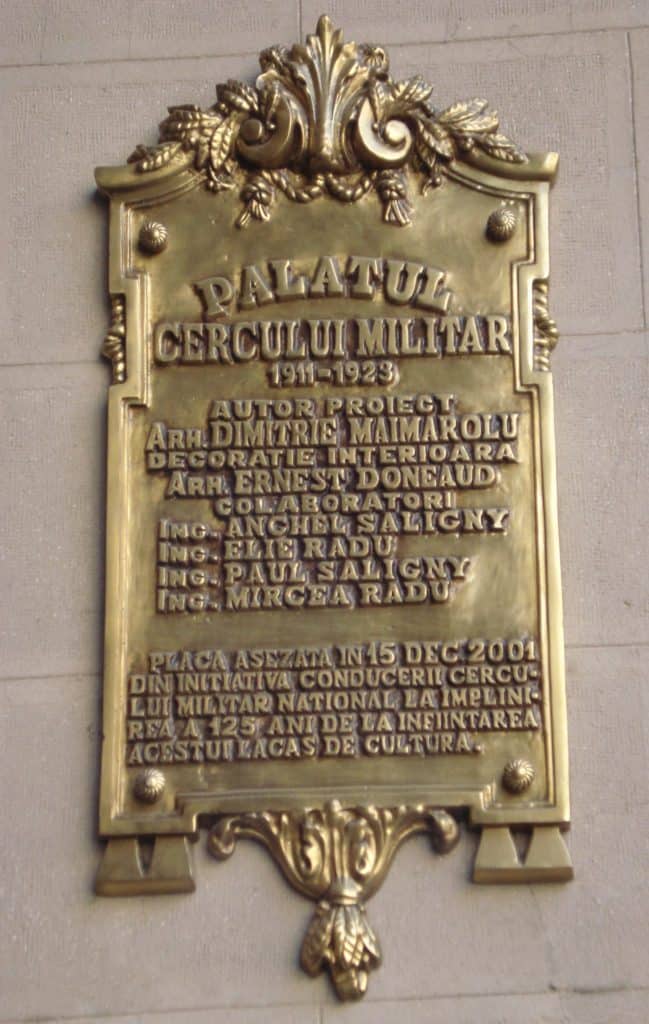 PALATUL
CERCULUI MILITAR
1911-1923
AUTOR PROIECT
ARH. DIMITRIE MAIMAROLU
DECORATIE INTERIOARA
ARH. ERNEST DONEAUD
COLABORATORI
ING. ANGHEL SALIGNY
ING. ELIE RADU
ING. PAUL SALIGNY
ING. MIRCEA RADU
PLACA ASEZATA IN 15 DEC 2001
DIN INITIATIVA CONDUCERII CERCU-
LUI MILITAR NATIONAL LA IMPLINI-
REA A 125 ANI DE LA INFIINTAREA
ACESTUI LACAS DE CULTURA.